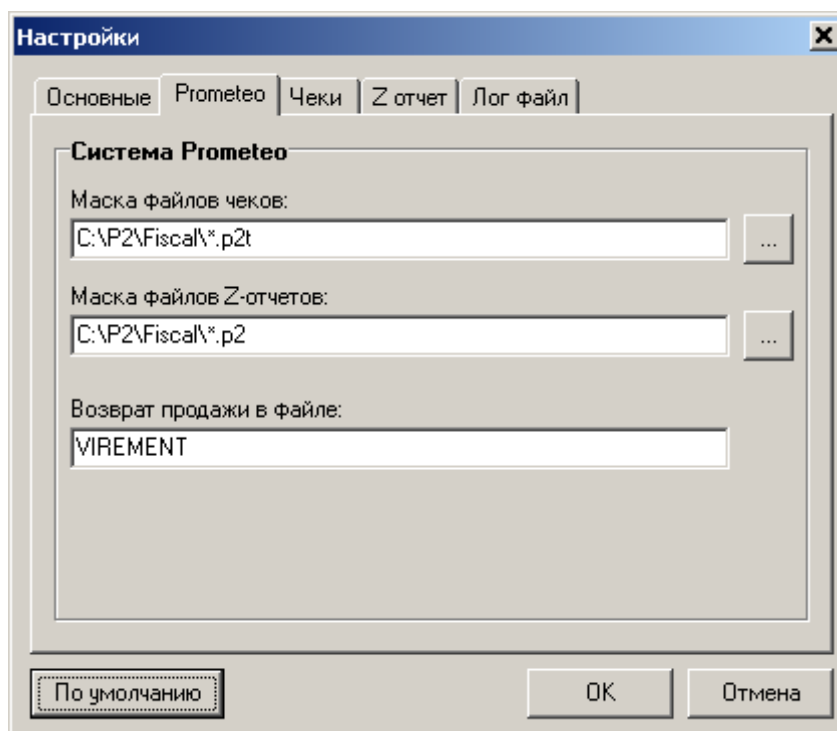 Настройки
Основные Prometeo Чеки Z отчет Лог файл
Система Prometeo
Маска файлов чеков:
C:\P2\Fiscal\*.p2t
...
Маска файлов Z-отчетов:
C:\P2\Fiscal\*.p2
...
Возврат продажи в файле:
VIREMENT
По умолчанию OK Отмена